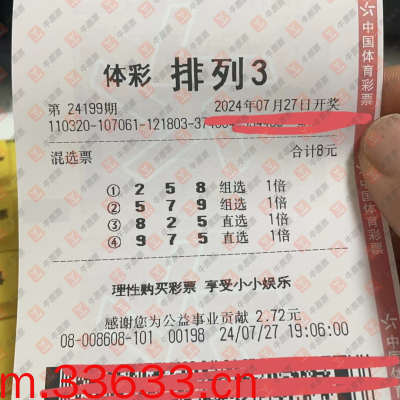 中国体育彩票
体彩 排列3
第 24199期 2024年07月27日开奖
110320-107061-121803-37
混选票 合计8元
① 2 5 8 组选 1倍
② 5 7 9 组选 1倍
③ 8 2 5 直选 1倍
④ 9 7 5 直选 1倍
理性购买彩票 享受小小娱乐
感谢您为公益事业贡献 2.72元
08-008608-101 00198 24/07/27 19:06:00
m.33633.cn